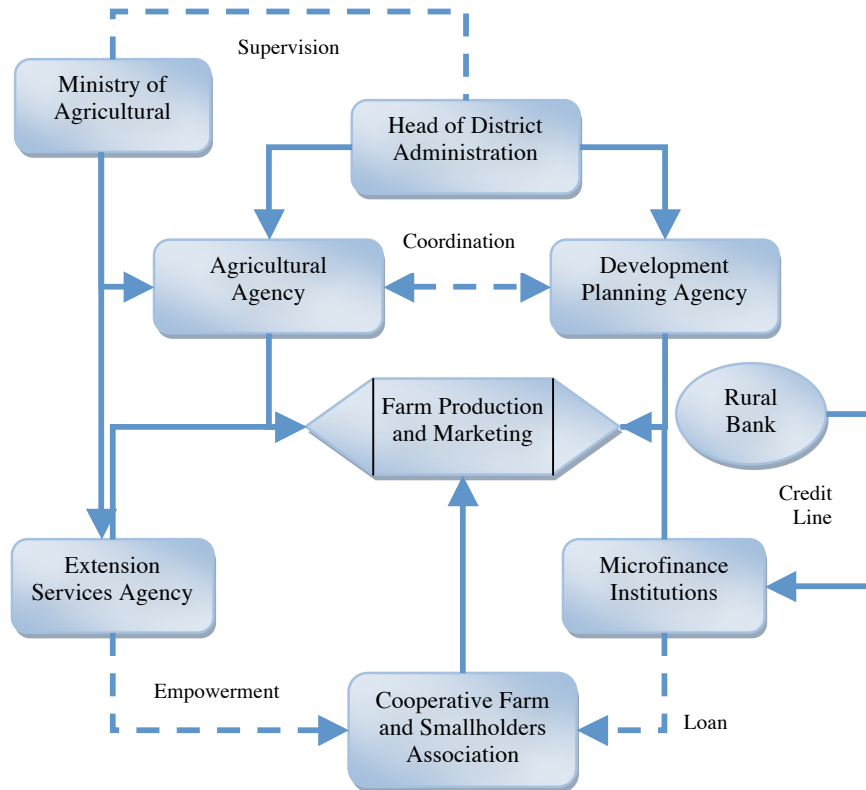 Supervision
Ministry of
Agricultural
Head of District
Administration
Coordination
Agricultural
Agency
Development
Planning Agency
Farm Production
and Marketing
Rural
Bank
Credit
Line
Extension
Services Agency
Microfinance
Institutions
Empowerment
Cooperative Farm
and Smallholders
Association
Loan